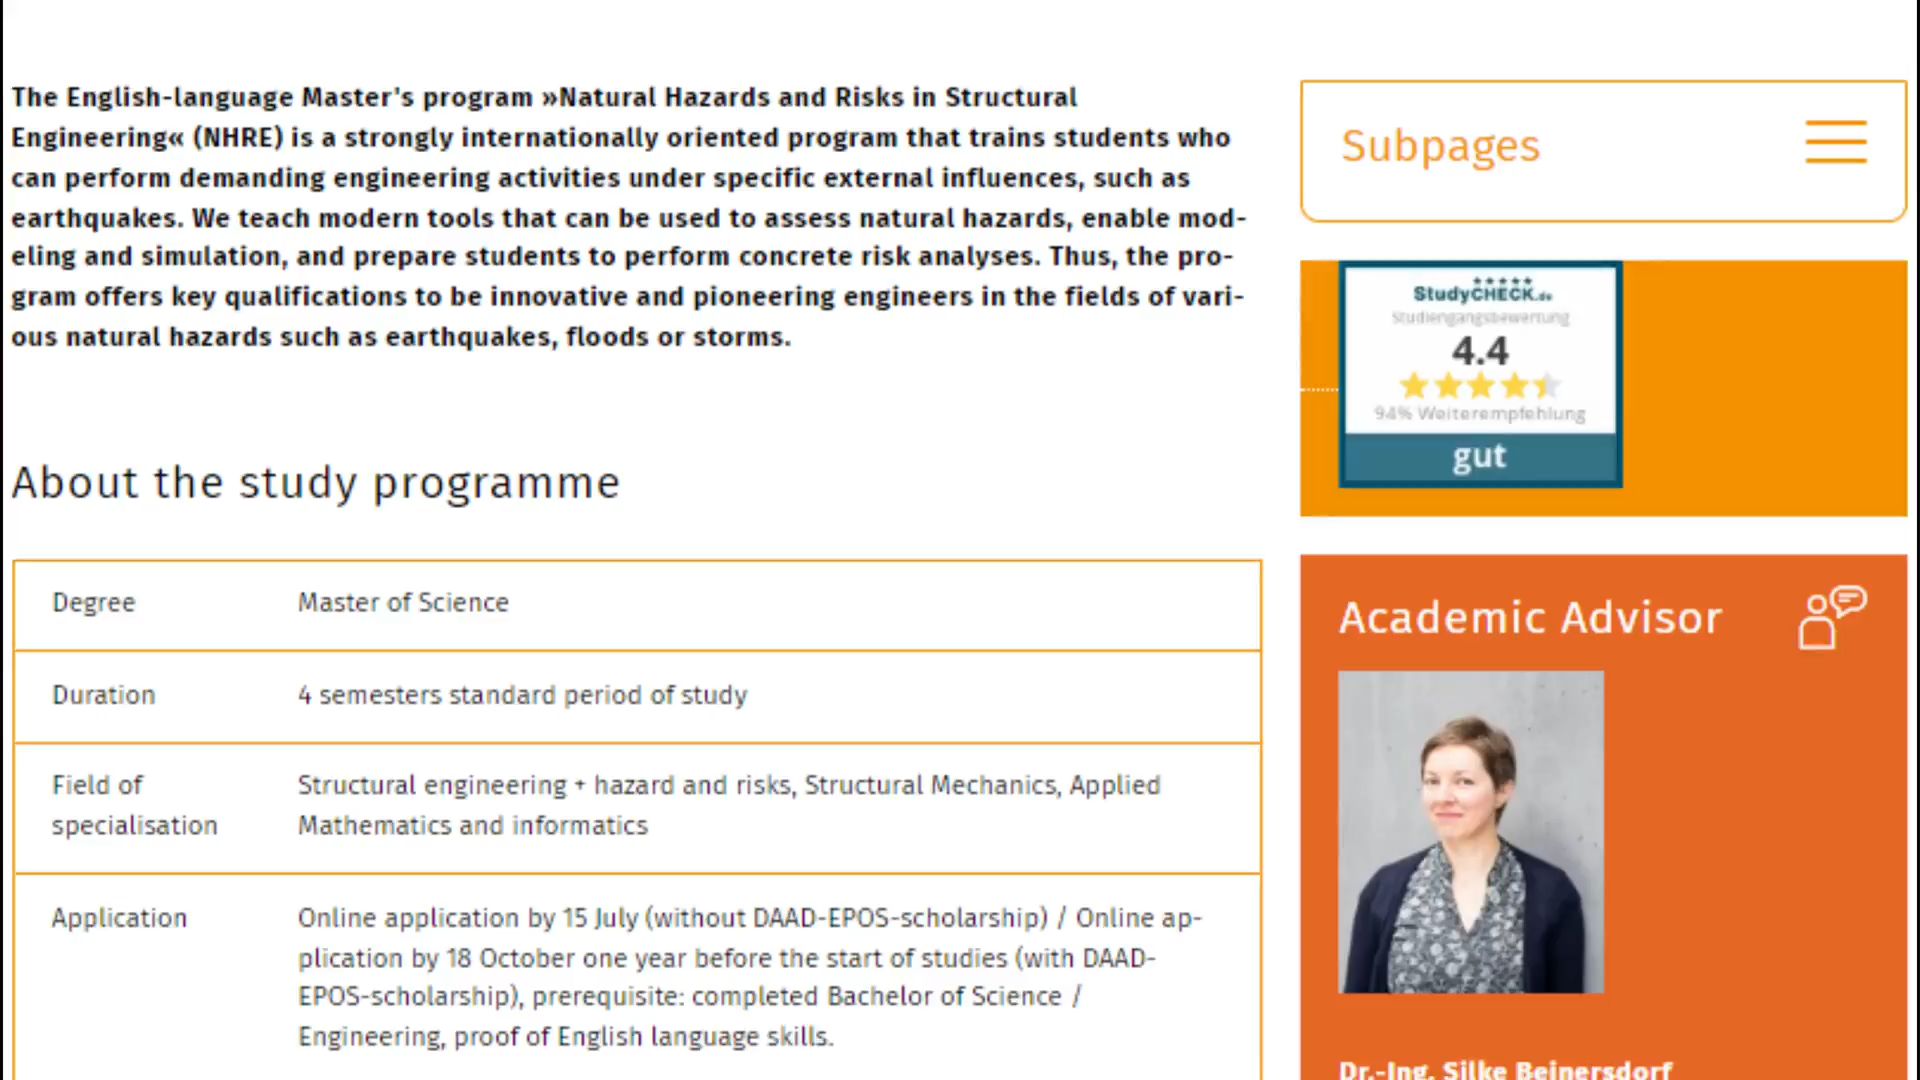 The English-language Master's program »Natural Hazards and Risks in Structural
Engineering« (NHRE) is a strongly internationally oriented program that trains students who
can perform demanding engineering activities under specific external influences, such as
earthquakes. We teach modern tools that can be used to assess natural hazards, enable mod-
eling and simulation, and prepare students to perform concrete risk analyses. Thus, the pro-
gram offers key qualifications to be innovative and pioneering engineers in the fields of vari-
ous natural hazards such as earthquakes, floods or storms.
About the study programme
Degree Master of Science
Duration 4 semesters standard period of study
Field of specialisation Structural engineering + hazard and risks, Structural Mechanics, Applied
Mathematics and informatics
Application Online application by 15 July (without DAAD-EPOS-scholarship) / Online ap-
plication by 18 October one year before the start of studies (with DAAD-
EPOS-scholarship), prerequisite: completed Bachelor of Science /
Engineering, proof of English language skills.
Subpages
StudyCHECK.de
Studiengangsbewertung
4.4
94% Weiterempfehlung
gut
Academic Advisor
Dr.-Ing. Silke Beinersdorf